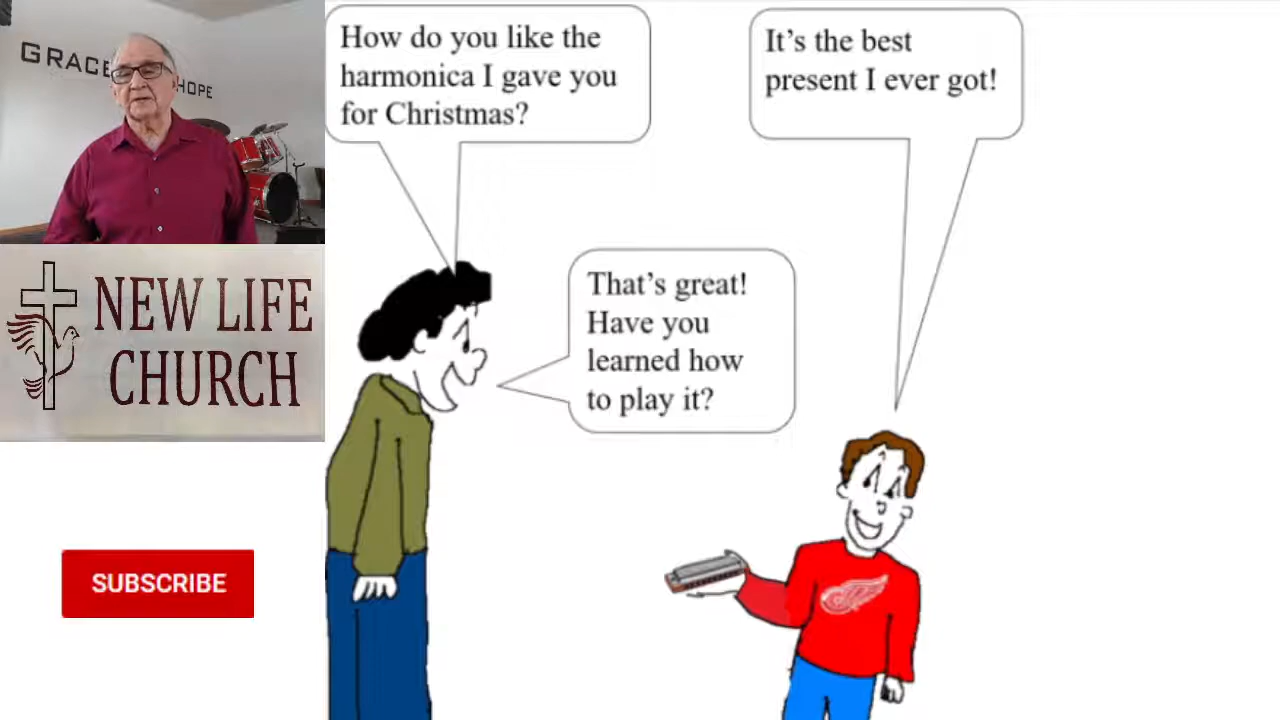 GRACE
HOPE
NEW LIFE
CHURCH
SUBSCRIBE
How do you like the
harmonica I gave you
for Christmas?
It's the best
present I ever got!
That's great!
Have you
learned how
to play it?